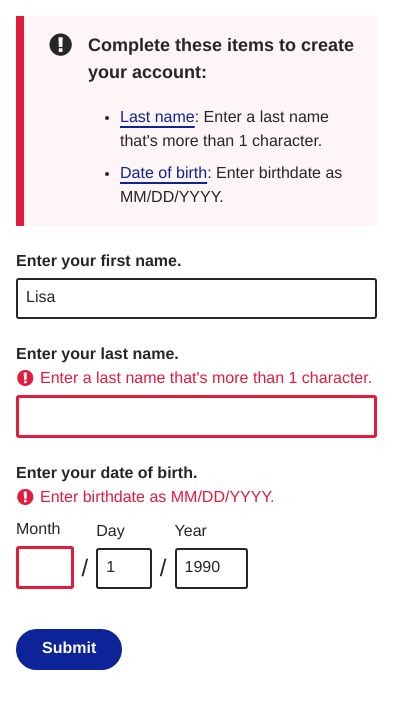 Complete these items to create
your account:
• Last name: Enter a last name
that's more than 1 character.
• Date of birth: Enter birthdate as
MM/DD/YYYY.
Enter your first name.
Lisa
Enter your last name.
Enter a last name that's more than 1 character.
Enter your date of birth.
Enter birthdate as MM/DD/YYYY.
Month Day Year
/ 1 / 1990
Submit